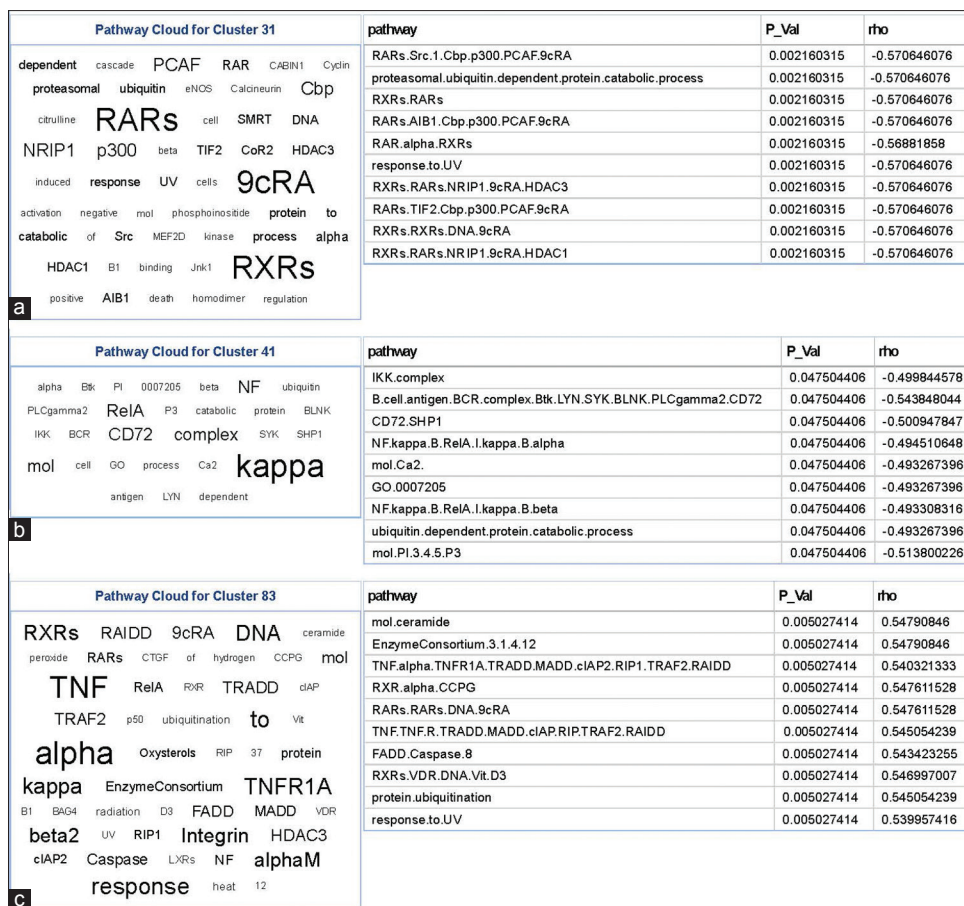 Pathway Cloud for Cluster 31
dependent cascade PCAF RAR CABIN1 Cyclin
proteasomal ubiquitin eNOS Calcineurin Cbp
citrulline RARs cell SMRT DNA
NRIP1 p300 beta TIF2 CoR2 HDAC3
induced response UV cells 9cRA
activation negative mol phosphoinositide protein to
catabolic of Src MEF2D kinase process alpha
HDAC1 B1 binding Jnk1 RXRs
positive AIB1 death homodimer regulation
a
pathway P_Val rho
RARs.Src.1.Cbp.p300.PCAF.9cRA 0.002160315 -0.570646076
proteasomal.ubiquitin.dependent.protein.catabolic.process 0.002160315 -0.570646076
RXRs.RARs 0.002160315 -0.570646076
RARs.AIB1.Cbp.p300.PCAF.9cRA 0.002160315 -0.570646076
RAR.alpha.RXRs 0.002160315 -0.56881858
response.to.UV 0.002160315 -0.570646076
RXRs.RARs.NRIP1.9cRA.HDAC3 0.002160315 -0.570646076
RARs.TIF2.Cbp.p300.PCAF.9cRA 0.002160315 -0.570646076
RXRs.RXRs.DNA.9cRA 0.002160315 -0.570646076
RXRs.RARs.NRIP1.9cRA.HDAC1 0.002160315 -0.570646076
Pathway Cloud for Cluster 41
alpha Btk PI 0007205 beta NF ubiquitin
PLCgamma2 RelA P3 catabolic protein BLNK
IKK BCR CD72 complex SYK SHP1
mol cell GO process Ca2 kappa
antigen LYN dependent
b
pathway P_Val rho
IKK.complex 0.047504406 -0.499844578
B.cell.antigen.BCR.complex.Btk.LYN.SYK.BLNK.PLCgamma2.CD72 0.047504406 -0.543848044
CD72.SHP1 0.047504406 -0.500947847
NF.kappa.B.RelA.I.kappa.B.alpha 0.047504406 -0.494510648
mol.Ca2. 0.047504406 -0.493267396
GO.0007205 0.047504406 -0.493267396
NF.kappa.B.RelA.I.kappa.B.beta 0.047504406 -0.493308316
ubiquitin.dependent.protein.catabolic.process 0.047504406 -0.493267396
mol.PI.3.4.5.P3 0.047504406 -0.513800226
Pathway Cloud for Cluster 83
RXRs RAIDD 9cRA DNA ceramide
peroxide RARs CTGF of hydrogen CCPG mol
TNF RelA RXR TRADD cIAP
TRAF2 p50 ubiquitination to Vit
alpha Oxysterols RIP 37 protein
kappa EnzymeConsortium TNFR1A
B1 BAG4 radiation D3 FADD MADD VDR
beta2 UV RIP1 Integrin HDAC3
cIAP2 Caspase LXRs NF alphaM
response heat 12
c
pathway P_Val rho
mol.ceramide 0.005027414 0.54790846
EnzymeConsortium.3.1.4.12 0.005027414 0.54790846
TNF.alpha.TNFR1A.TRADD.MADD.cIAP2.RIP1.TRAF2.RAIDD 0.005027414 0.540321333
RXR.alpha.CCPG 0.005027414 0.547611528
RARs.RARs.DNA.9cRA 0.005027414 0.547611528
TNF.TNF.R.TRADD.MADD.cIAP.RIP.TRAF2.RAIDD 0.005027414 0.545054239
FADD.Caspase.8 0.005027414 0.543423255
RXRs.VDR.DNA.Vit.D3 0.005027414 0.546997007
protein.ubiquitination 0.005027414 0.545054239
response.to.UV 0.005027414 0.539957416